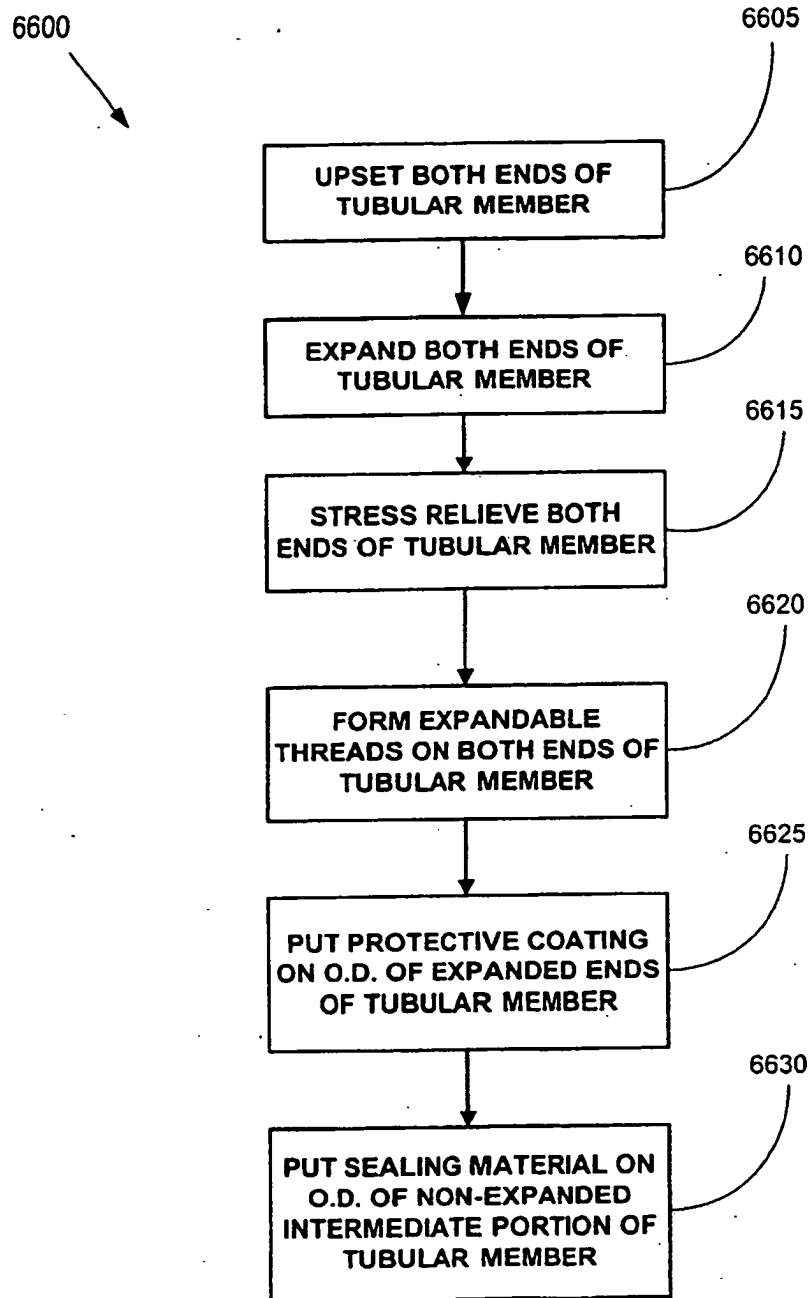 6600
6605
UPSET BOTH ENDS OF
TUBULAR MEMBER
6610
EXPAND BOTH ENDS OF
TUBULAR MEMBER
6615
STRESS RELIEVE BOTH
ENDS OF TUBULAR MEMBER
6620
FORM EXPANDABLE
THREADS ON BOTH ENDS OF
TUBULAR MEMBER
6625
PUT PROTECTIVE COATING
ON O.D. OF EXPANDED ENDS
OF TUBULAR MEMBER
6630
PUT SEALING MATERIAL ON
O.D. OF NON-EXPANDED
INTERMEDIATE PORTION OF
TUBULAR MEMBER